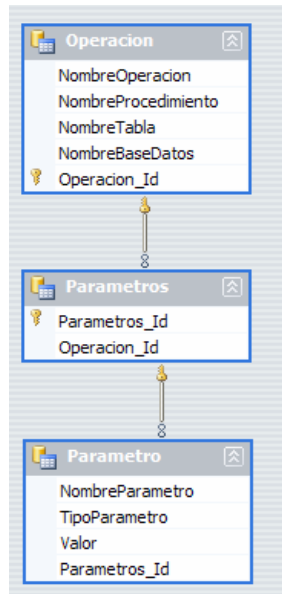 Operacion
NombreOperacion
NombreProcedimiento
NombreTabla
NombreBaseDatos
Operacion_Id
Parametros
Parametros_Id
Operacion_Id
Parametro
NombreParametro
TipoParametro
Valor
Parametros_Id